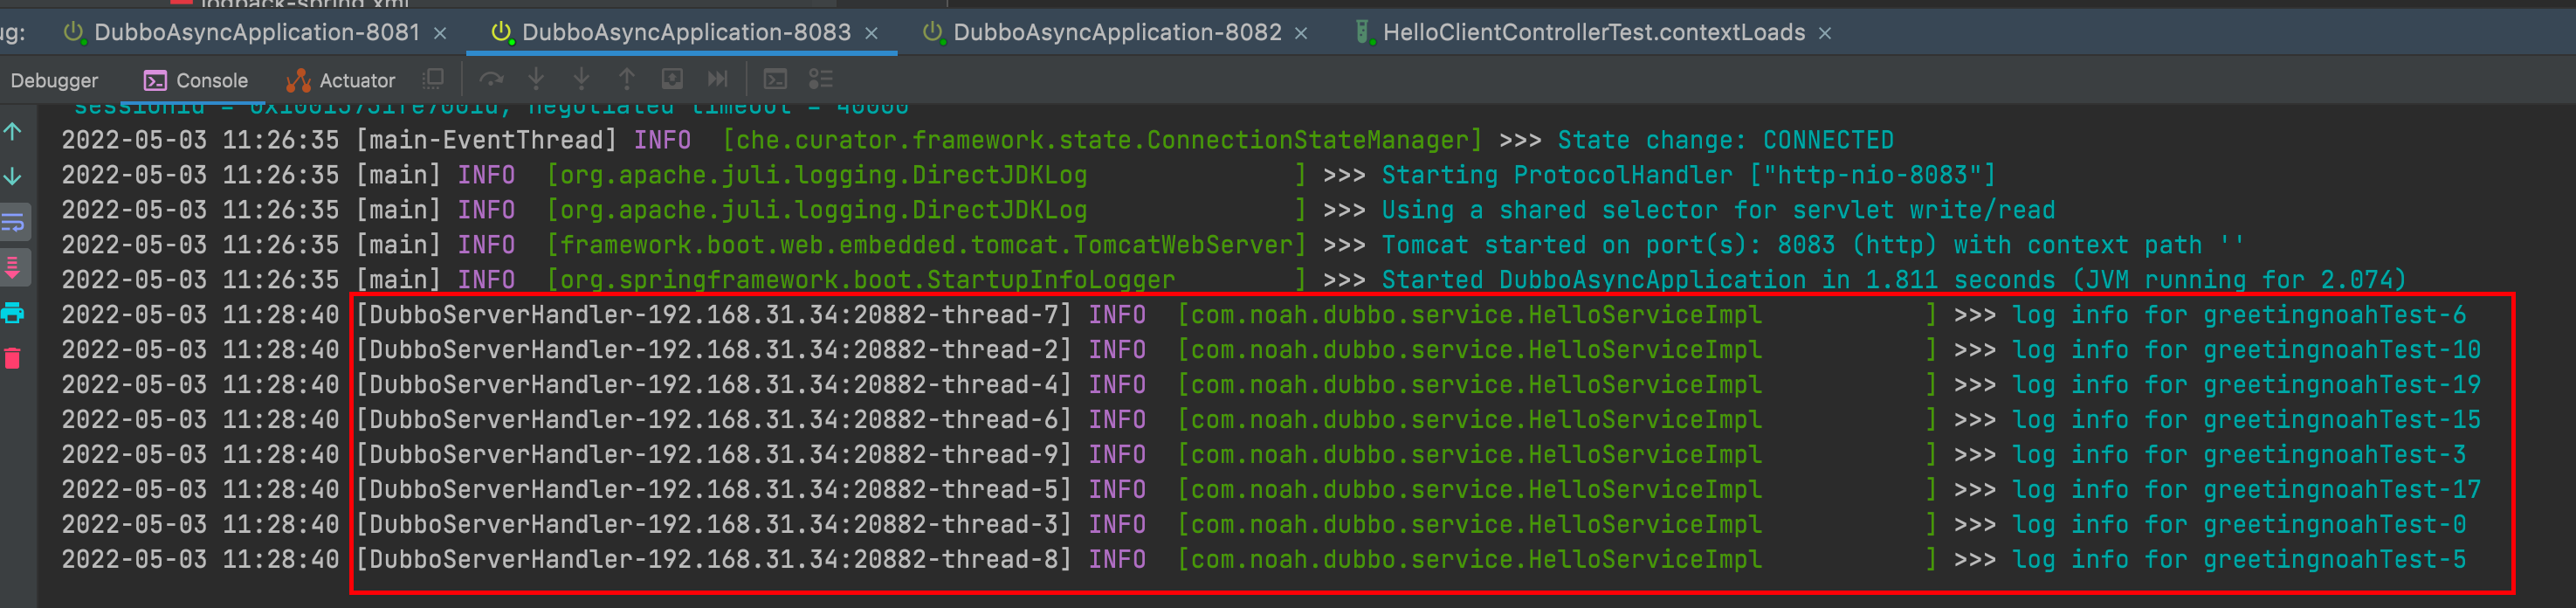 logback-spring.xml
ug: DubboAsyncApplication-8081 × DubboAsyncApplication-8083 × DubboAsyncApplication-8082 × HelloClientControllerTest.contextLoads ×
Debugger Console Actuator
sessionid = 0x10013731fe7001d, negotiated timeout = 40000
2022-05-03 11:26:35 [main-EventThread] INFO [che.curator.framework.state.ConnectionStateManager] >>> State change: CONNECTED
2022-05-03 11:26:35 [main] INFO [org.apache.juli.logging.DirectJDKLog ] >>> Starting ProtocolHandler ["http-nio-8083"]
2022-05-03 11:26:35 [main] INFO [org.apache.juli.logging.DirectJDKLog ] >>> Using a shared selector for servlet write/read
2022-05-03 11:26:35 [main] INFO [framework.boot.web.embedded.tomcat.TomcatWebServer] >>> Tomcat started on port(s): 8083 (http) with context path ''
2022-05-03 11:26:35 [main] INFO [org.springframework.boot.StartupInfoLogger ] >>> Started DubboAsyncApplication in 1.811 seconds (JVM running for 2.074)
2022-05-03 11:28:40 [DubboServerHandler-192.168.31.34:20882-thread-7] INFO [com.noah.dubbo.service.HelloServiceImpl ] >>> log info for greetingnoahTest-6
2022-05-03 11:28:40 [DubboServerHandler-192.168.31.34:20882-thread-2] INFO [com.noah.dubbo.service.HelloServiceImpl ] >>> log info for greetingnoahTest-10
2022-05-03 11:28:40 [DubboServerHandler-192.168.31.34:20882-thread-4] INFO [com.noah.dubbo.service.HelloServiceImpl ] >>> log info for greetingnoahTest-19
2022-05-03 11:28:40 [DubboServerHandler-192.168.31.34:20882-thread-6] INFO [com.noah.dubbo.service.HelloServiceImpl ] >>> log info for greetingnoahTest-15
2022-05-03 11:28:40 [DubboServerHandler-192.168.31.34:20882-thread-9] INFO [com.noah.dubbo.service.HelloServiceImpl ] >>> log info for greetingnoahTest-3
2022-05-03 11:28:40 [DubboServerHandler-192.168.31.34:20882-thread-5] INFO [com.noah.dubbo.service.HelloServiceImpl ] >>> log info for greetingnoahTest-17
2022-05-03 11:28:40 [DubboServerHandler-192.168.31.34:20882-thread-3] INFO [com.noah.dubbo.service.HelloServiceImpl ] >>> log info for greetingnoahTest-0
2022-05-03 11:28:40 [DubboServerHandler-192.168.31.34:20882-thread-8] INFO [com.noah.dubbo.service.HelloServiceImpl ] >>> log info for greetingnoahTest-5